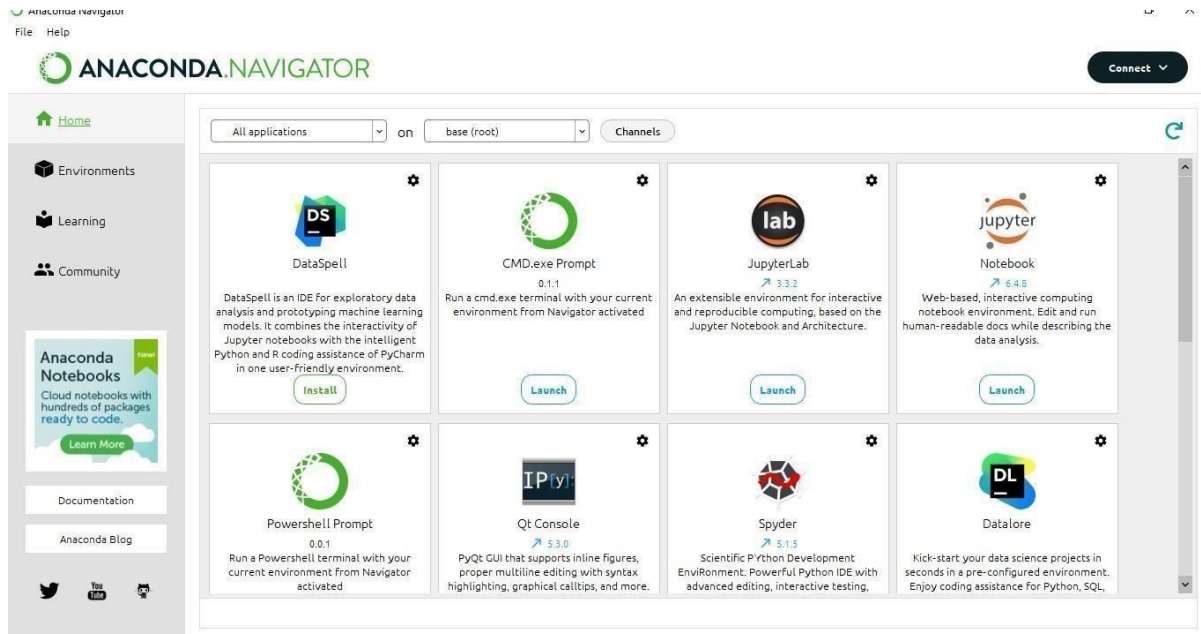 Anaconda Navigator
File Help
ANACONDA.NAVIGATOR
Connect
Home
All applications
on
base (root)
Channels
Environments
Learning
Community
DS
DataSpell
DataSpell is an IDE for exploratory data
analysis and prototyping machine learning
models. It combines the interactivity of
Jupyter notebooks with the intelligent
Python and R coding assistance of PyCharm
in one user-friendly environment.
Install
CMD.exe Prompt
0.1.1
Run a cmd.exe terminal with your current
environment from Navigator activated
Launch
lab
JupyterLab
3.3.2
An extensible environment for interactive
and reproducible computing, based on the
Jupyter Notebook and Architecture.
Launch
jupyter
Notebook
6.4.8
Web-based, interactive computing
notebook environment. Edit and run
human-readable docs while describing the
data analysis.
Launch
Anaconda
Notebooks
New!
Cloud notebooks with
hundreds of packages
ready to code.
Learn More
Documentation
Anaconda Blog
You
Tube
Powershell Prompt
0.0.1
Run a Powershell terminal with your
current environment from Navigator
activated
IP[y]:
Qt Console
5.3.0
PyQt GUI that supports inline figures,
proper multiline editing with syntax
highlighting, graphical calltips, and more.
Spyder
5.1.5
Scientific PYthon Development
EnviRonment. Powerful Python IDE with
advanced editing, interactive testing,
DL
Datalore
Kick-start your data science projects in
seconds in a pre-configured environment.
Enjoy coding assistance for Python, SQL,